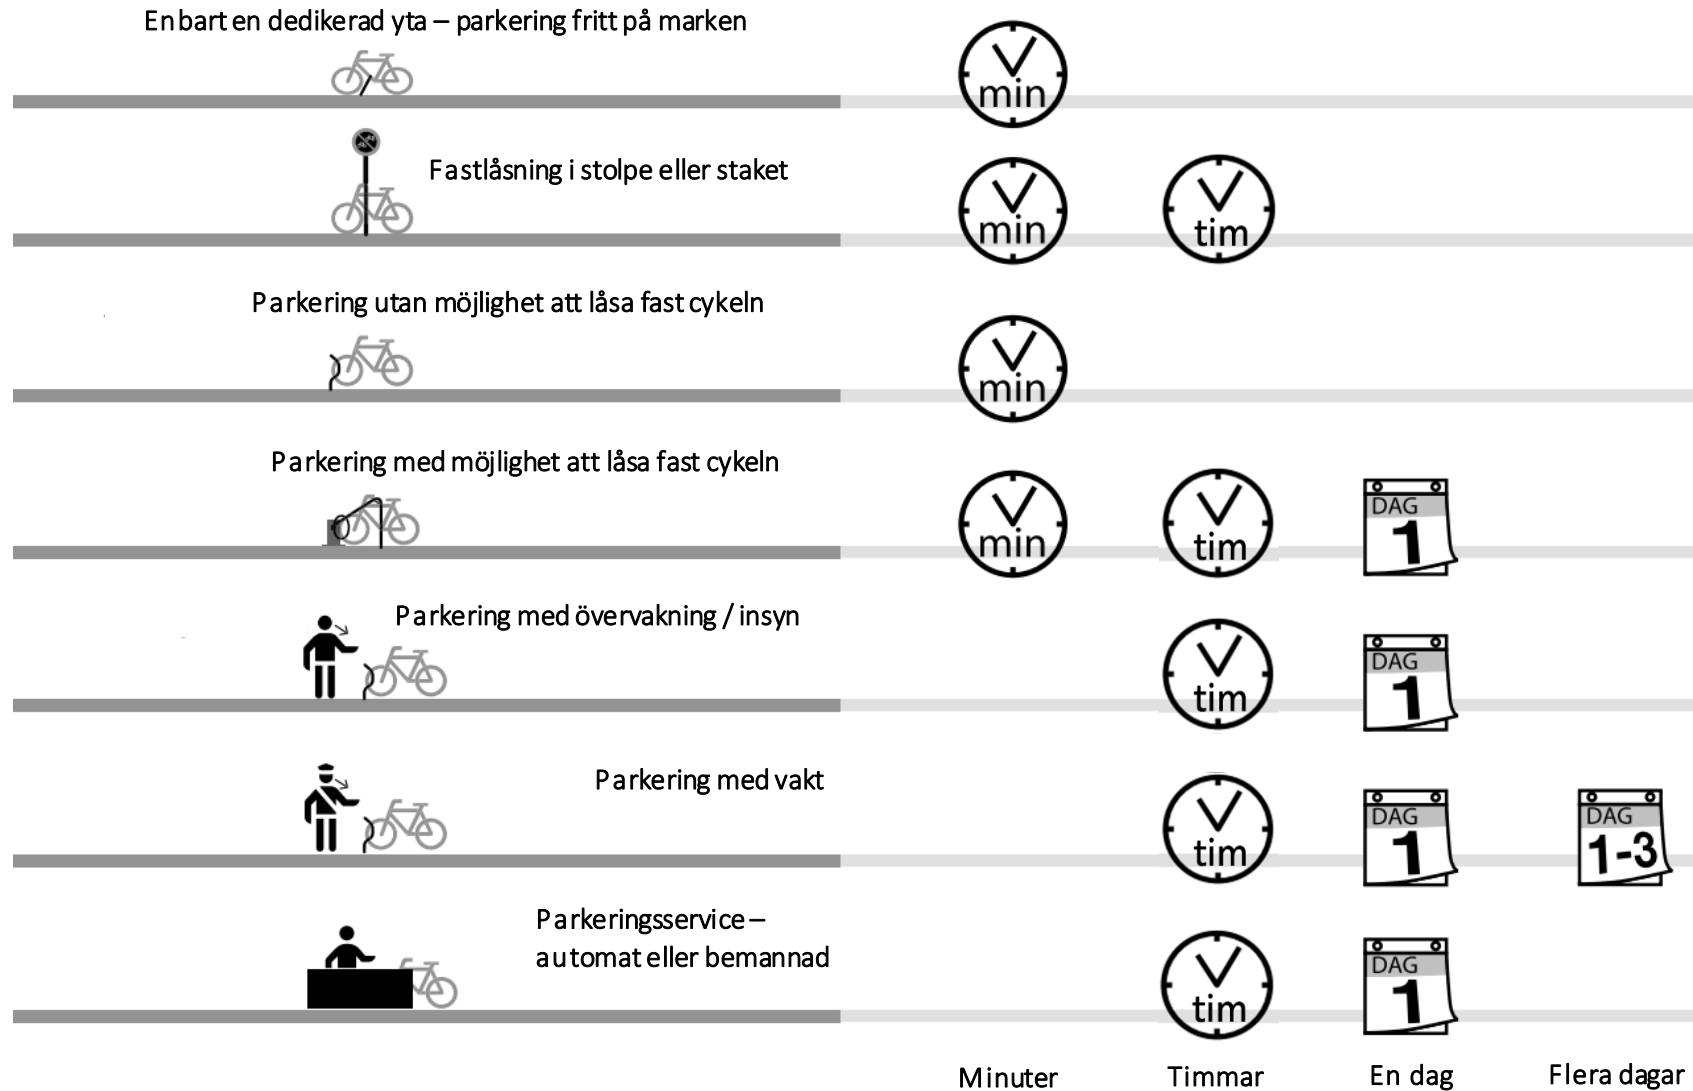 Enbart en dedikerad yta – parkering fritt på marken
min
Fastlåsning i stolpe eller staket
min
tim
Parkering utan möjlighet att låsa fast cykeln
min
Parkering med möjlighet att låsa fast cykeln
min
tim
DAG
1
Parkering med övervakning / insyn
tim
DAG
1
Parkering med vakt
tim
DAG
1
DAG
1-3
Parkeringsservice –
automat eller bemannad
tim
DAG
1
Minuter
Timmar
En dag
Flera dagar